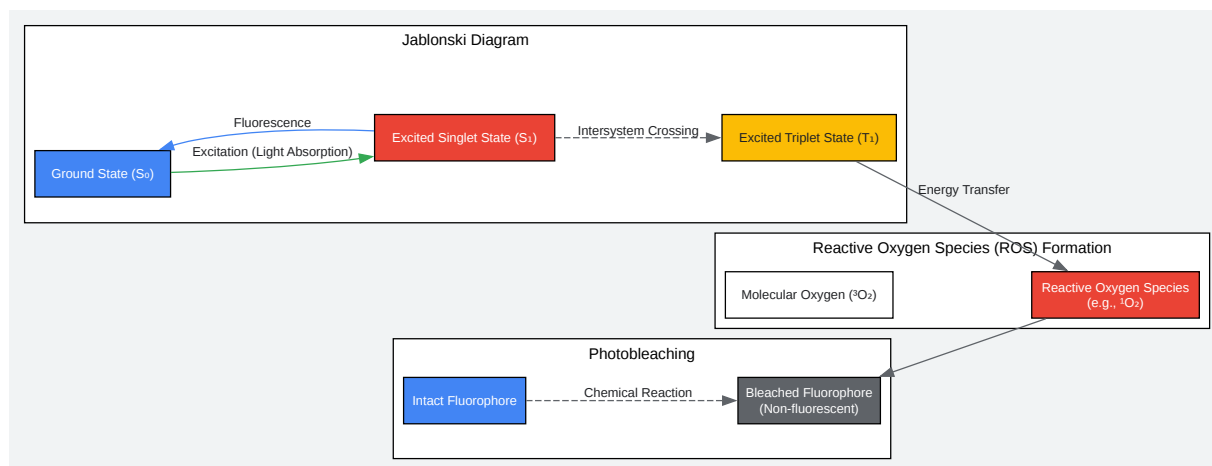 Jablonski Diagram
Fluorescence
Excited Singlet State (S₁)
Intersystem Crossing
Excited Triplet State (T₁)
Excitation (Light Absorption)
Ground State (S₀)
Energy Transfer
Reactive Oxygen Species (ROS) Formation
Molecular Oxygen (³O₂)
Reactive Oxygen Species
(e.g., ¹O₂)
Photobleaching
Intact Fluorophore
Chemical Reaction
Bleached Fluorophore
(Non-fluorescent)